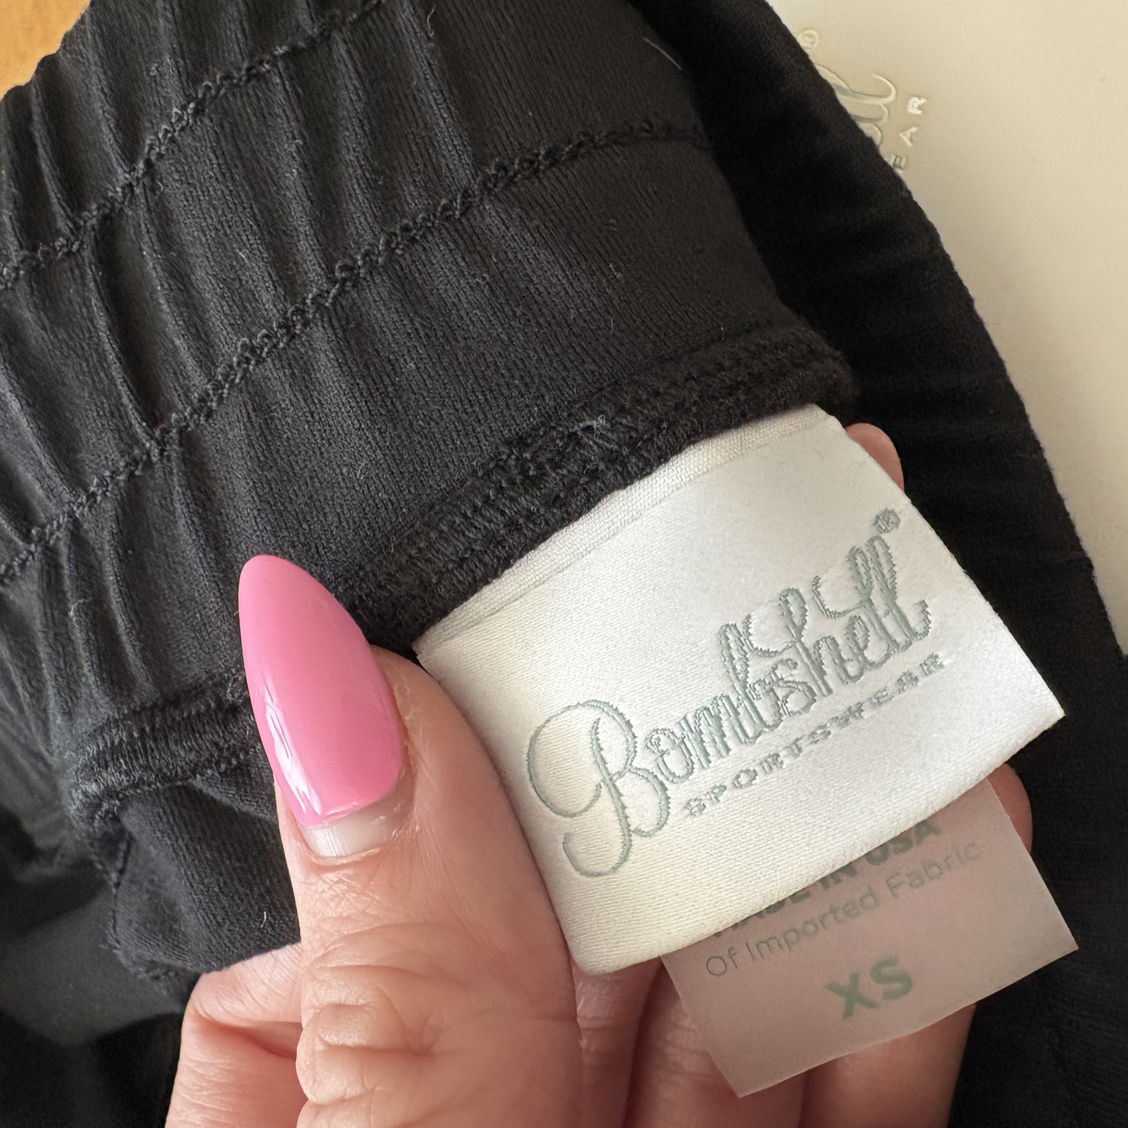 Bombshell®
SPORTSWEAR
MADE IN USA
Of Imported Fabric
XS